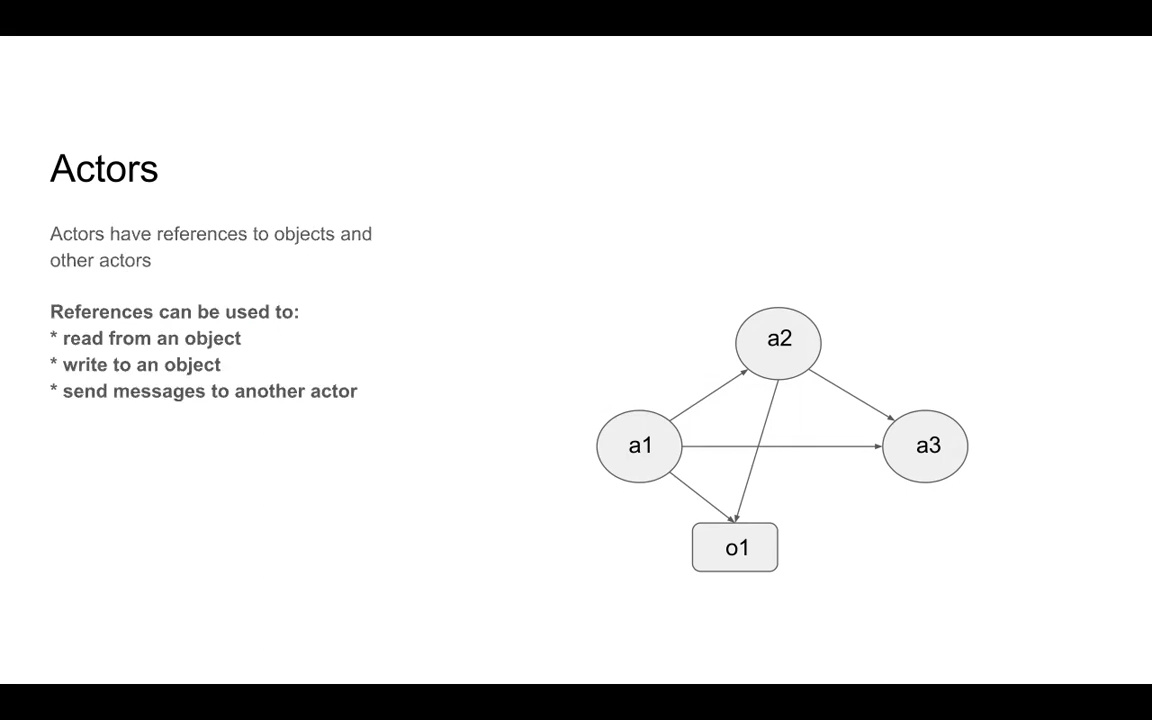 Actors
Actors have references to objects and
other actors
References can be used to:
* read from an object
* write to an object
* send messages to another actor
a2
a1
a3
o1